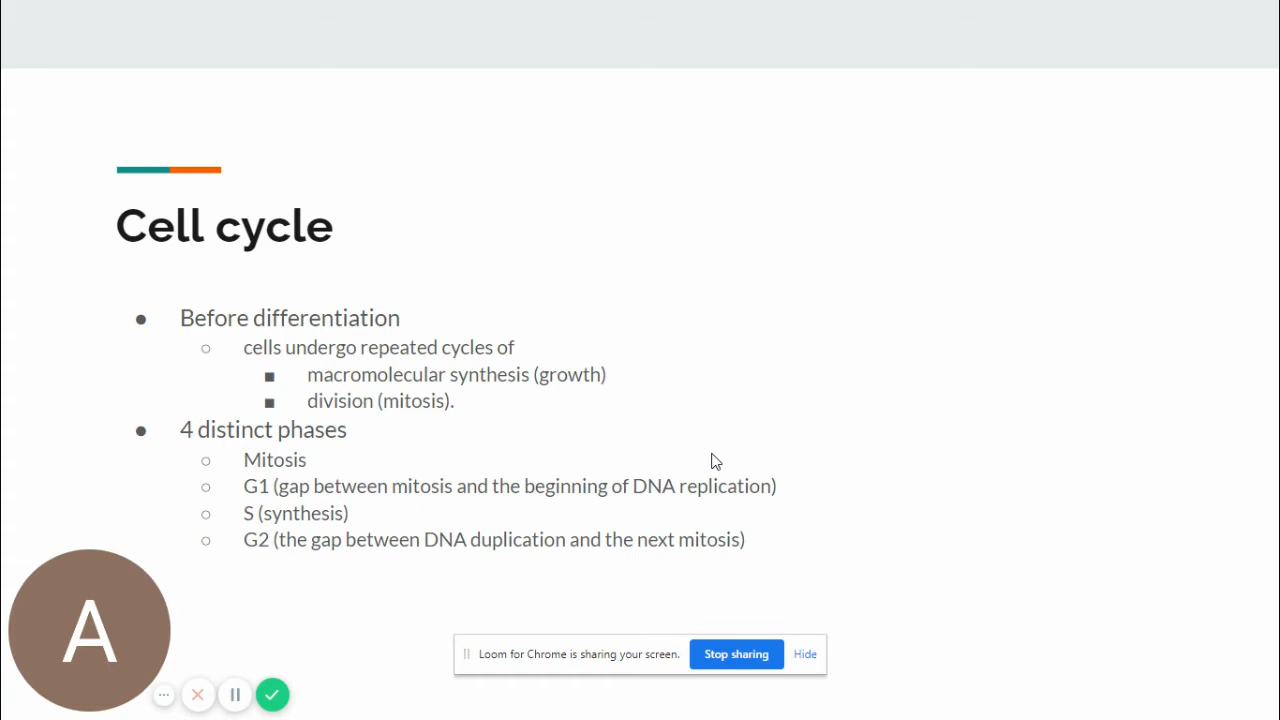 Cell cycle
● Before differentiation
○ cells undergo repeated cycles of
■ macromolecular synthesis (growth)
■ division (mitosis).
● 4 distinct phases
○ Mitosis
○ G1 (gap between mitosis and the beginning of DNA replication)
○ S (synthesis)
○ G2 (the gap between DNA duplication and the next mitosis)
A
Loom for Chrome is sharing your screen. Stop sharing Hide